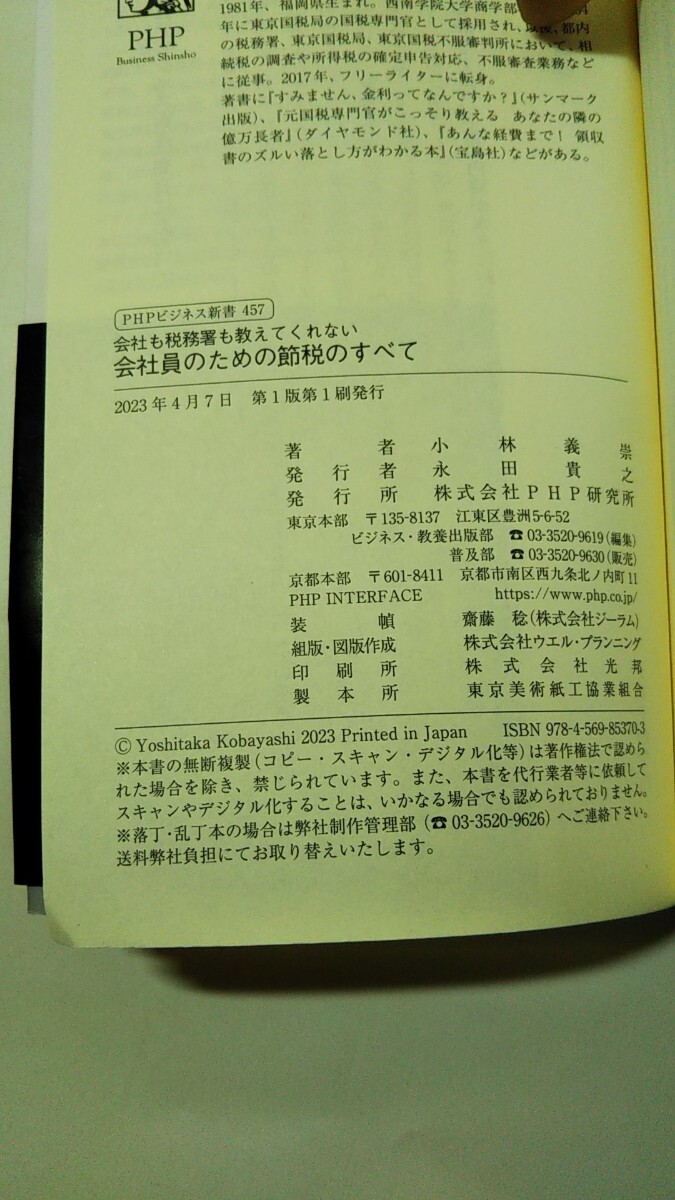 PHP
Business Shinsho
1981年、福岡県生まれ。西南学院大学商学部
年に東京国税局の国税専門官として採用され、以後、都内
の税務署、東京国税局、東京国税不服審判所において、相
続税の調査や所得税の確定申告対応、不服審査業務など
に従事。2017年、フリーライターに転身。
著書に『すみません、金利ってなんですか?』(サンマーク
出版)、『元国税専門官がこっそり教える あなたの隣の
億万長者』(ダイヤモンド社)、『あんな経費まで! 領収
書のズルい落とし方がわかる本』(宝島社)などがある。
PHPビジネス新書 457
会社も税務署も教えてくれない
会社員のための節税のすべて
2023年4月7日 第1版第1刷発行
著者 小林義崇
発行者 永田貴之
発行所 株式会社PHP研究所
東京本部 〒135-8137 江東区豊洲5-6-52
ビジネス・教養出版部 ☎03-3520-9619(編集)
普及部 ☎03-3520-9630(販売)
京都本部 〒601-8411 京都市南区西九条北ノ内町11
PHP INTERFACE https://www.php.co.jp/
装幀 齋藤 稔(株式会社ジーラム)
組版・図版作成 株式会社ウエル・プランニング
印刷所 株式会社光邦
製本所 東京美術紙工協業組合
© Yoshitaka Kobayashi 2023 Printed in Japan ISBN 978-4-569-85370-3
※本書の無断複製(コピー・スキャン・デジタル化等)は著作権法で認めら
れた場合を除き、禁じられています。また、本書を代行業者等に依頼して
スキャンやデジタル化することは、いかなる場合でも認められておりません。
※落丁・乱丁本の場合は弊社制作管理部(☎03-3520-9626)へご連絡下さい。
送料弊社負担にてお取り替えいたします。